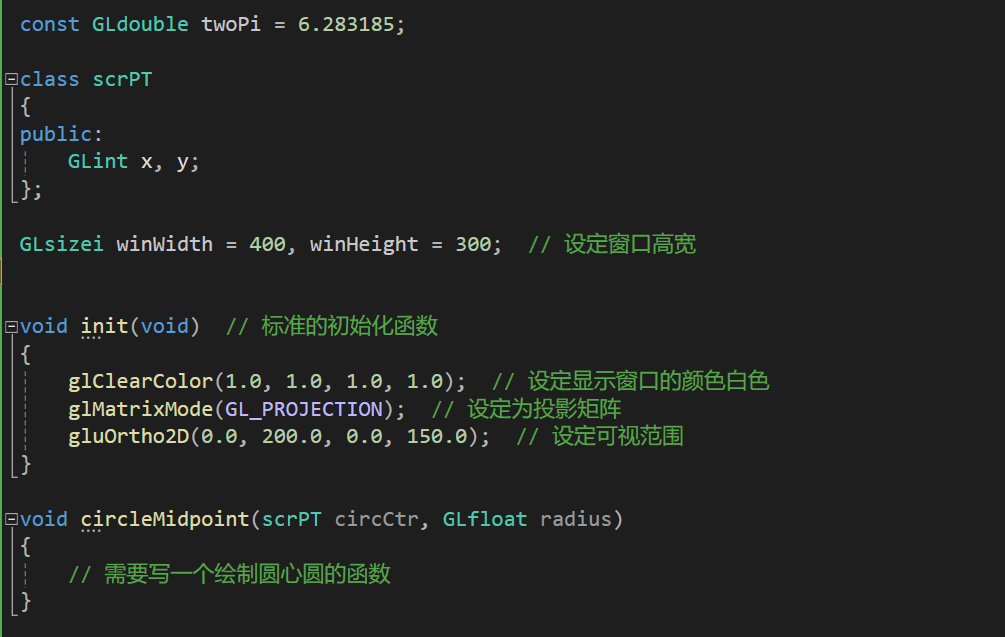 const GLdouble twoPi = 6.283185;
class scrPT
{
public:
    GLint x, y;
};
GLsizei winWidth = 400, winHeight = 300;  // 设定窗口高宽
void init(void)  // 标准的初始化函数
{
    glClearColor(1.0, 1.0, 1.0, 1.0);  // 设定显示窗口的颜色白色
    glMatrixMode(GL_PROJECTION);  // 设定为投影矩阵
    gluOrtho2D(0.0, 200.0, 0.0, 150.0);  // 设定可视范围
}
void circleMidpoint(scrPT circCtr, GLfloat radius)
{
    // 需要写一个绘制圆心圆的函数
}